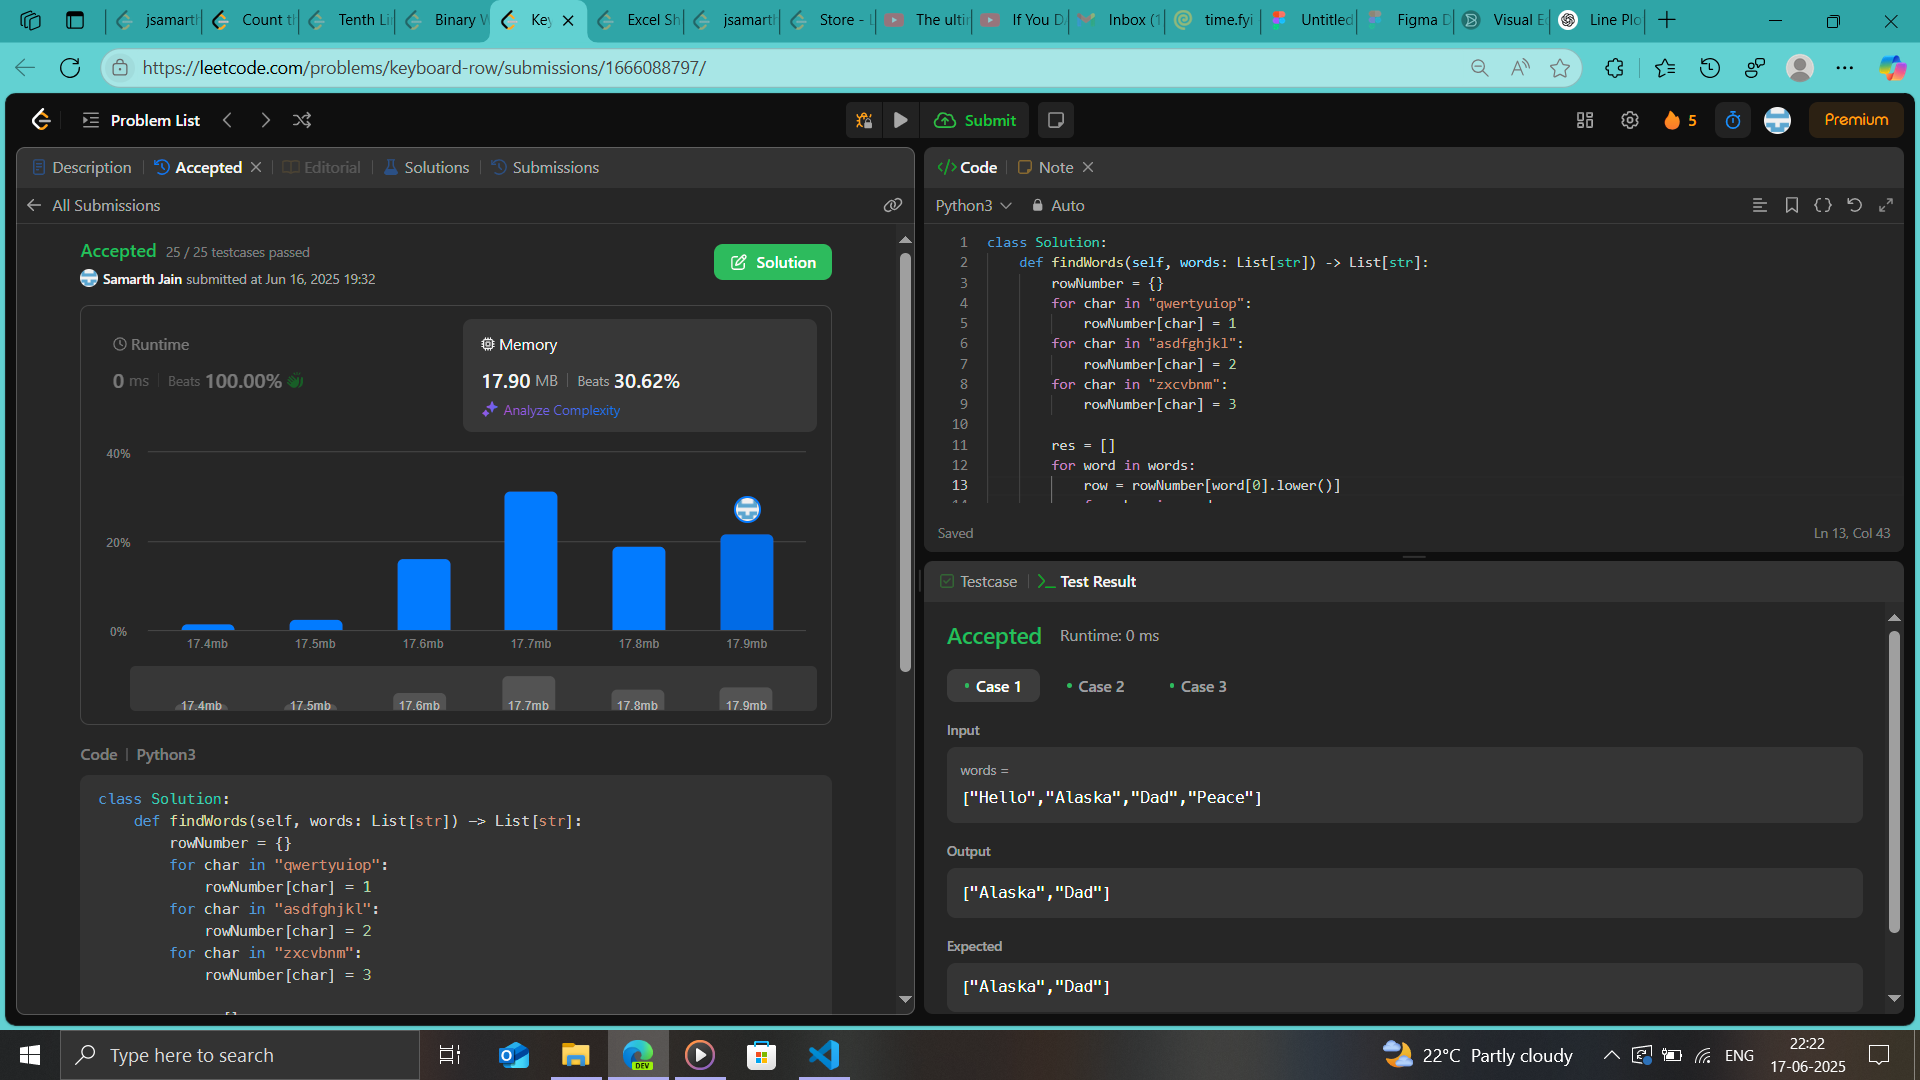 jsamarth
Count th
Tenth Li
Binary W
Key
Excel Sh
jsamarth
Store - L
The ultim
If You D
Inbox (1
time.fyi
Untitled
Figma D
Visual Ec
Line Plo
https://leetcode.com/problems/keyboard-row/submissions/1666088797/
Problem List
Submit
5
Premium
Description
Accepted
Editorial
Solutions
Submissions
All Submissions
Accepted 25 / 25 testcases passed
Samarth Jain submitted at Jun 16, 2025 19:32
Solution
Runtime
0 ms Beats 100.00%
Memory
17.90 MB Beats 30.62%
Analyze Complexity
40%
20%
0%
17.4mb 17.5mb 17.6mb 17.7mb 17.8mb 17.9mb
17.4mb 17.5mb 17.6mb 17.7mb 17.8mb 17.9mb
Code | Python3
class Solution:
    def findWords(self, words: List[str]) -> List[str]:
        rowNumber = {}
        for char in "qwertyuiop":
            rowNumber[char] = 1
        for char in "asdfghjkl":
            rowNumber[char] = 2
        for char in "zxcvbnm":
            rowNumber[char] = 3
</> Code
Note
Python3
Auto
1 class Solution:
2     def findWords(self, words: List[str]) -> List[str]:
3         rowNumber = {}
4         for char in "qwertyuiop":
5             rowNumber[char] = 1
6         for char in "asdfghjkl":
7             rowNumber[char] = 2
8         for char in "zxcvbnm":
9             rowNumber[char] = 3
10
11         res = []
12         for word in words:
13             row = rowNumber[word[0].lower()]
Saved
Ln 13, Col 43
Testcase
Test Result
Accepted Runtime: 0 ms
Case 1
Case 2
Case 3
Input
words =
["Hello","Alaska","Dad","Peace"]
Output
["Alaska","Dad"]
Expected
["Alaska","Dad"]
Type here to search
DEV
22°C Partly cloudy
ENG
22:22
17-06-2025